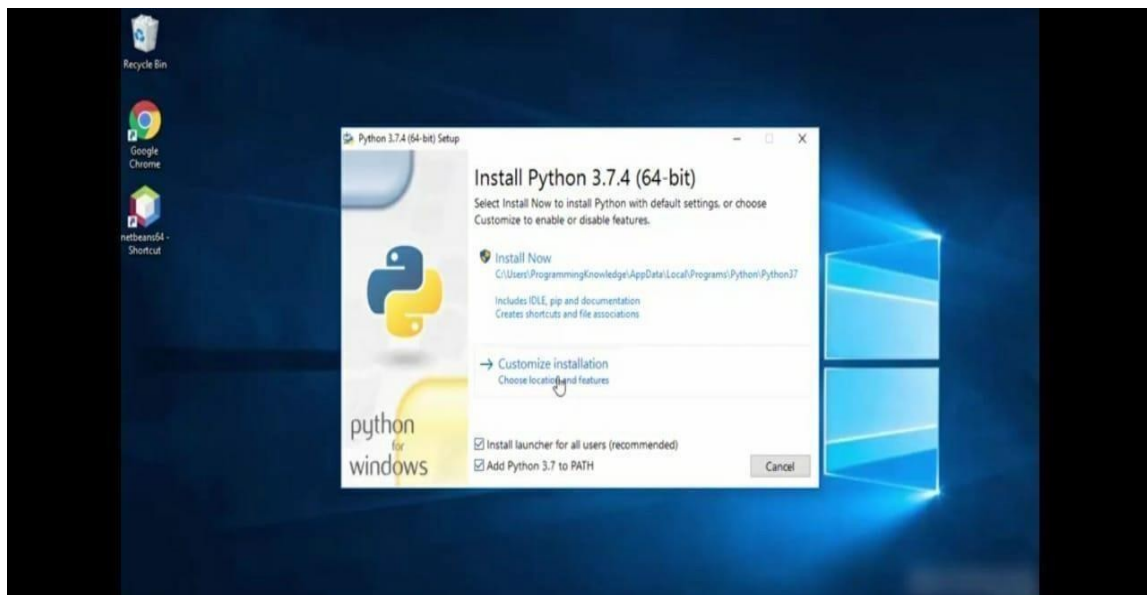 Recycle Bin
Google
Chrome
netbeans64 -
Shortcut
Python 3.7.4 (64-bit) Setup
Install Python 3.7.4 (64-bit)
Select Install Now to install Python with default settings, or choose
Customize to enable or disable features.
Install Now
C:\Users\ProgrammingKnowledge\AppData\Local\Programs\Python\Python37
Includes IDLE, pip and documentation
Creates shortcuts and file associations
Customize installation
Choose location and features
python
for
windows
Install launcher for all users (recommended)
Add Python 3.7 to PATH
Cancel